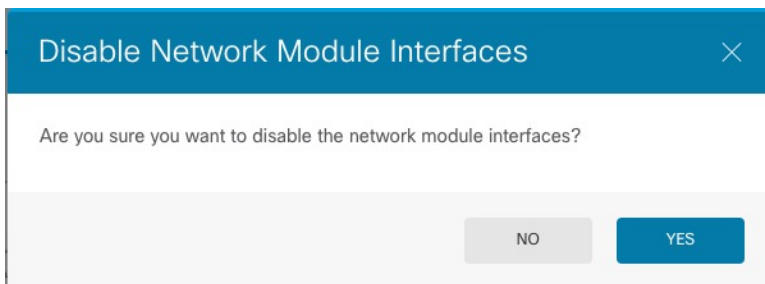 Disable Network Module Interfaces
Are you sure you want to disable the network module interfaces?
NO
YES